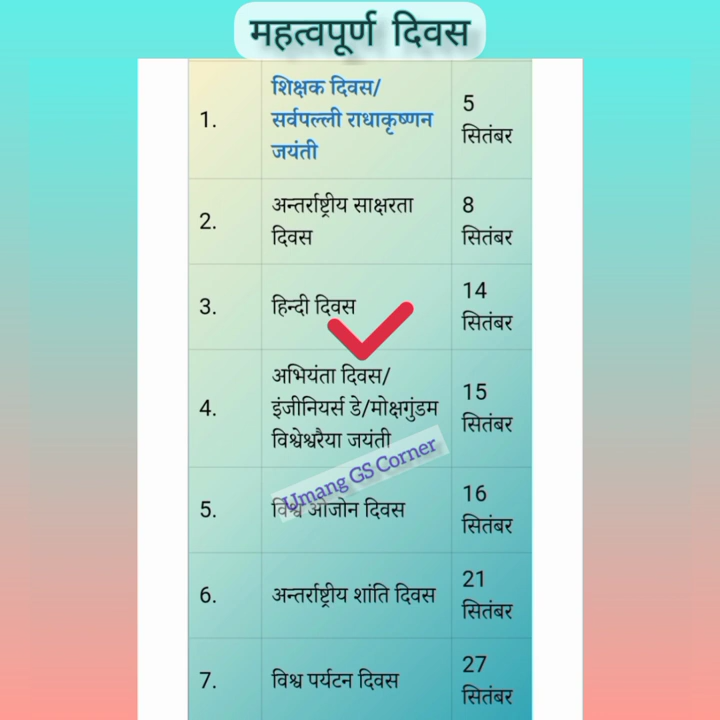 महत्वपूर्ण दिवस
1.
शिक्षक दिवस/
सर्वपल्ली राधाकृष्णन
जयंती
5
सितंबर
2.
अन्तर्राष्ट्रीय साक्षरता
दिवस
8
सितंबर
3.
हिन्दी दिवस
14
सितंबर
4.
अभियंता दिवस/
इंजीनियर्स डे/मोक्षगुंडम
विश्वेश्वरैया जयंती
15
सितंबर
Umang GS Corner
5.
विश्व ओजोन दिवस
16
सितंबर
6.
अन्तर्राष्ट्रीय शांति दिवस
21
सितंबर
7.
विश्व पर्यटन दिवस
27
सितंबर